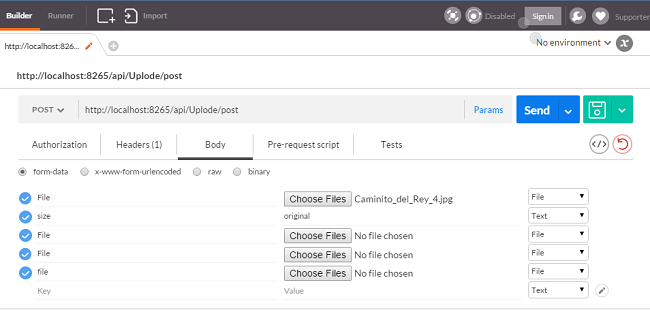 Builder Runner Import Disabled Sign in Supporter
http://localhost:826... No environment x
http://localhost:8265/api/Uplode/post
POST http://localhost:8265/api/Uplode/post Params Send
Authorization Headers (1) Body Pre-request script Tests </>
form-data x-www-form-urlencoded raw binary
File Choose Files Caminito_del_Rey_4.jpg File
size original Text
File Choose Files No file chosen File
File Choose Files No file chosen File
file Choose Files No file chosen File
Key Value Text